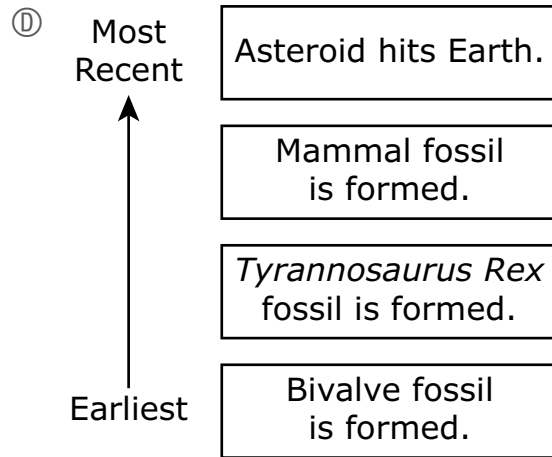 Ⓓ
Most
Recent
Asteroid hits Earth.
Mammal fossil
is formed.
Tyrannosaurus Rex
fossil is formed.
Earliest
Bivalve fossil
is formed.